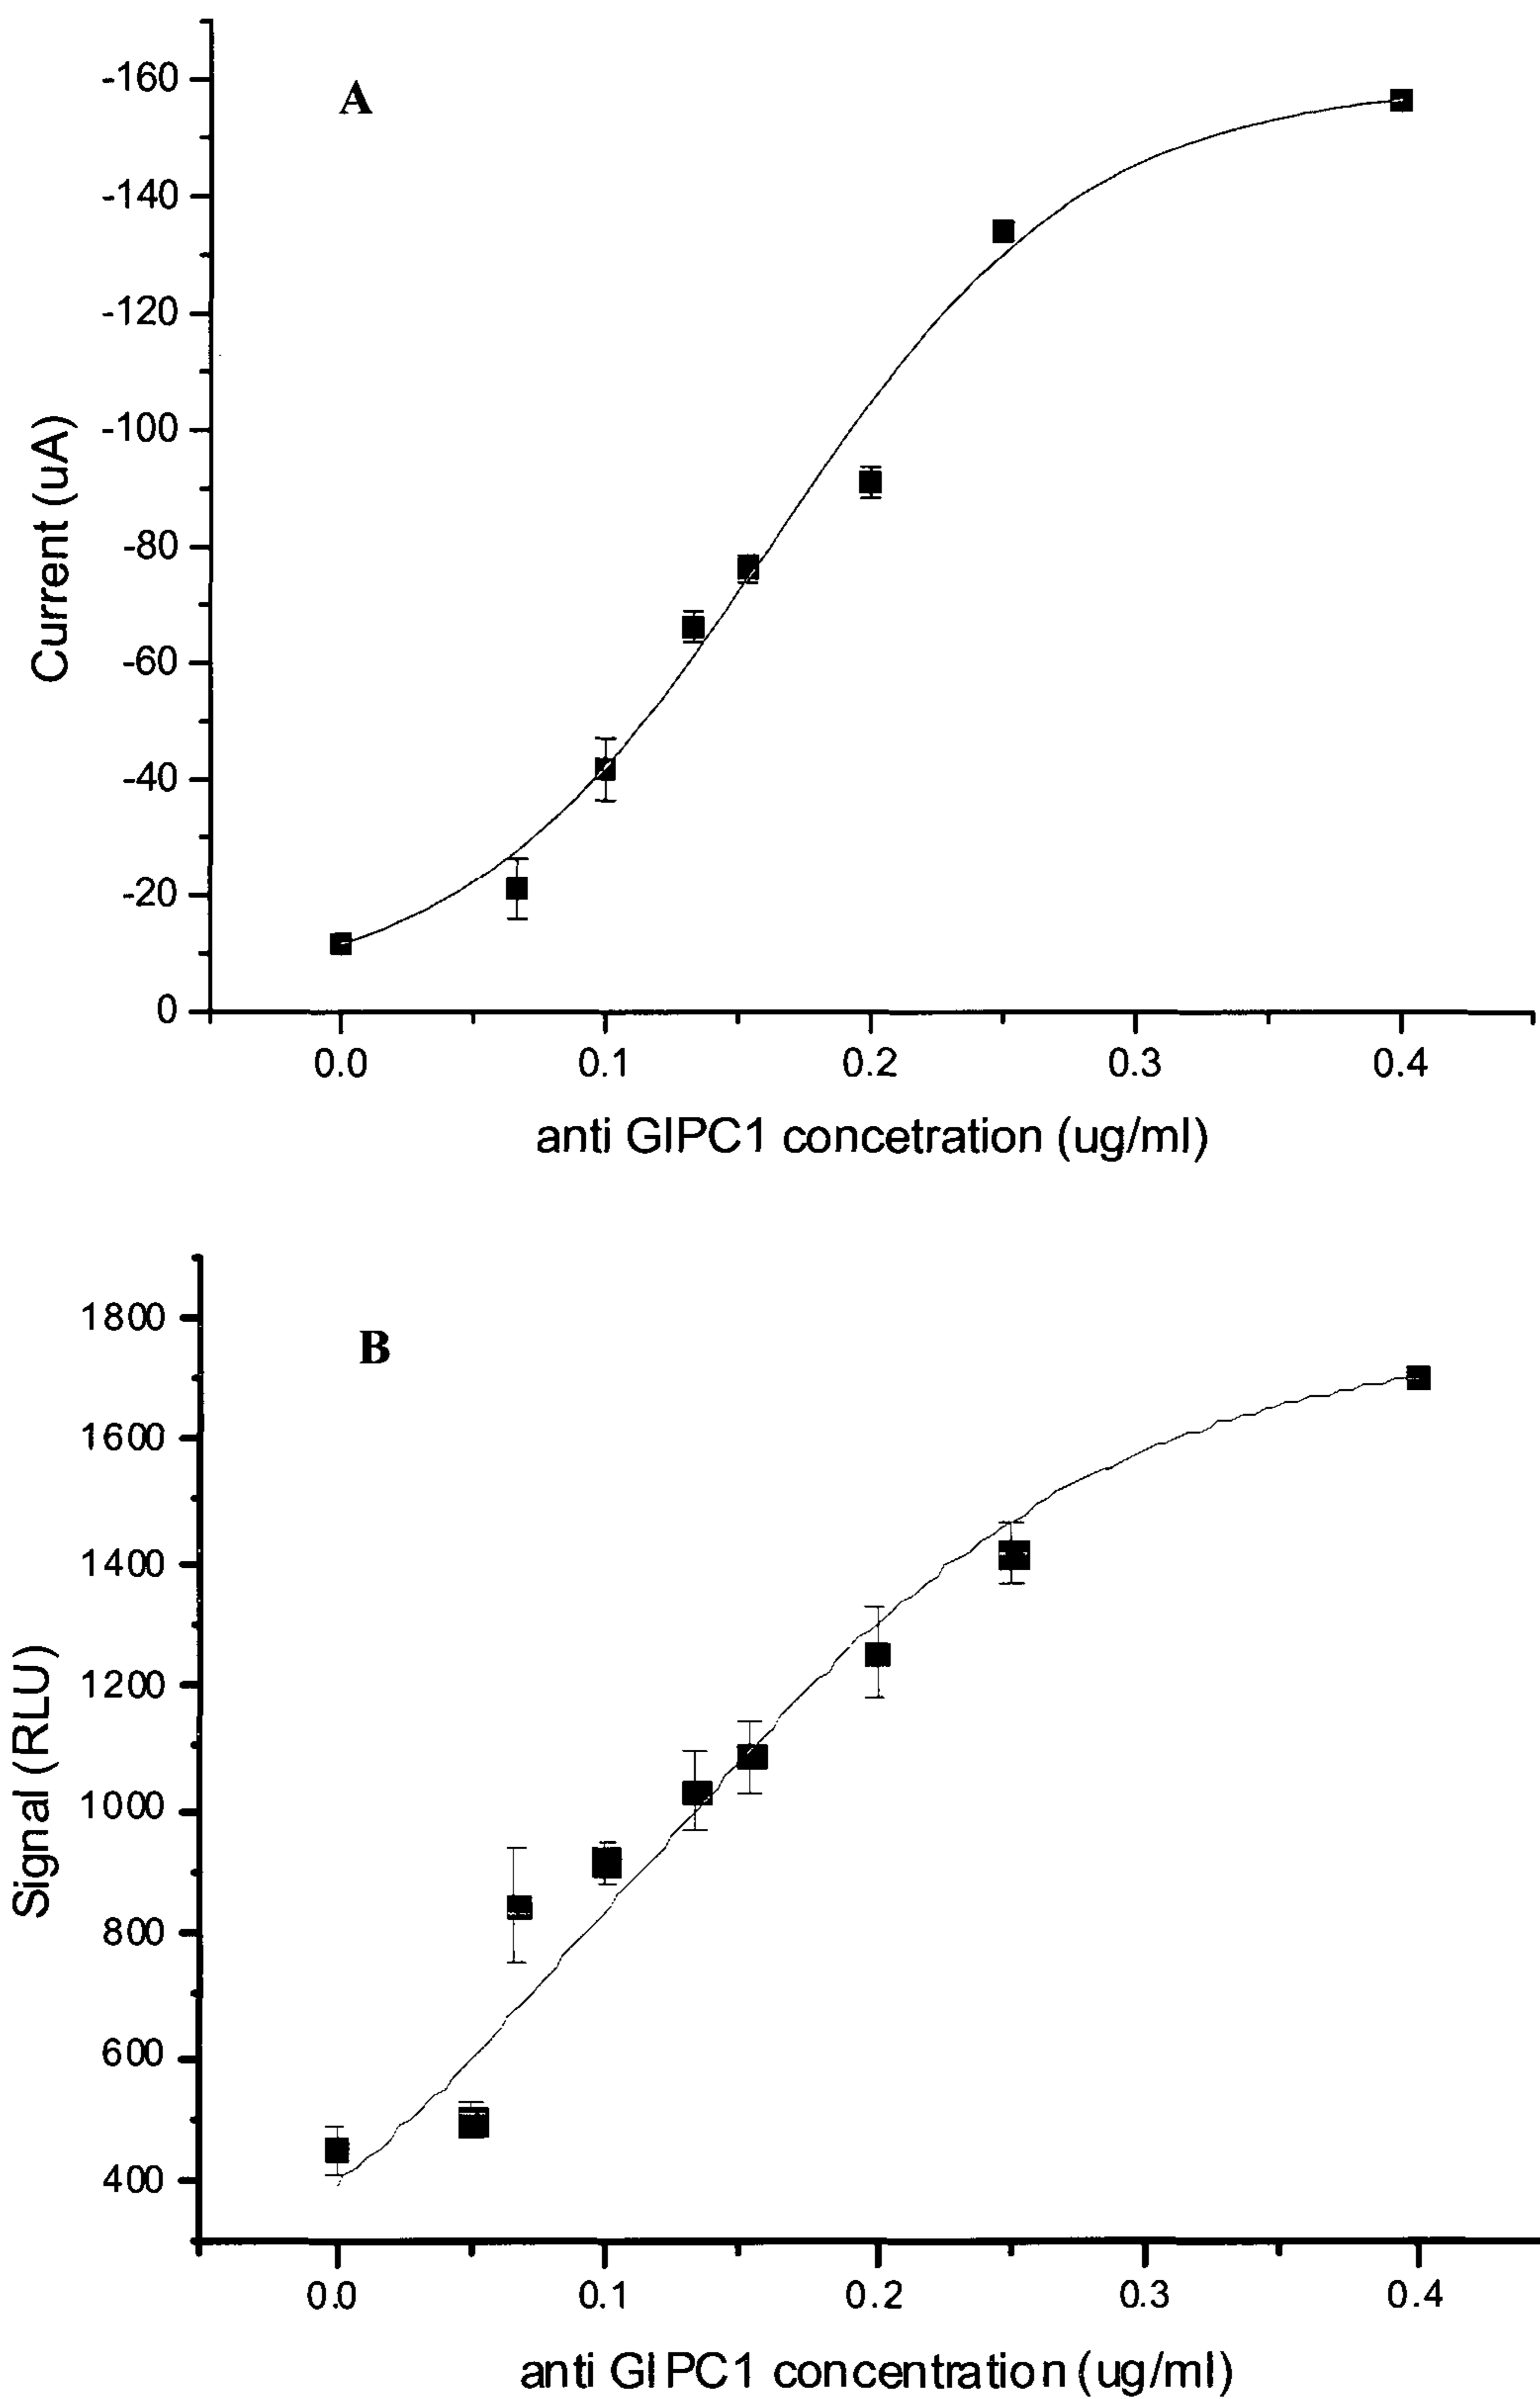 A
-160
-140
-120
-100
-80
-60
-40
-20
0
Current (uA)
0.0 0.1 0.2 0.3 0.4
anti GIPC1 concetration (ug/ml)
B
1800
1600
1400
1200
1000
800
600
400
Signal (RLU)
0.0 0.1 0.2 0.3 0.4
anti GIPC1 concentration (ug/ml)